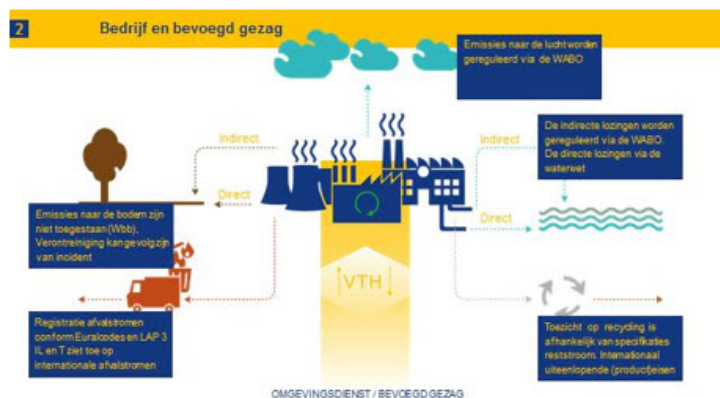 2
Bedrijf en bevoegd gezag
Emissies naar de lucht worden
gereguleerd via de WABO
Indirect
Indirect
De indirecte lozingen worden
gereguleerd via de WABO.
De directe lozingen via de
waterwet
Direct
Direct
Emissies naar de bodem zijn
niet toegestaan (Wbb),
Verontreiniging kan gevolg zijn
van incident
VTH
Registratie afvalstromen
conform Euralcodes en LAP 3
IL en T ziet toe op
internationale afvalstromen
Toezicht op recycling is
afhankelijk van specifikaties
reststroom. Internationaal
uiteenlopende (product)eisen
OMGEVINGSDIENST / BEVOEGD GEZAG